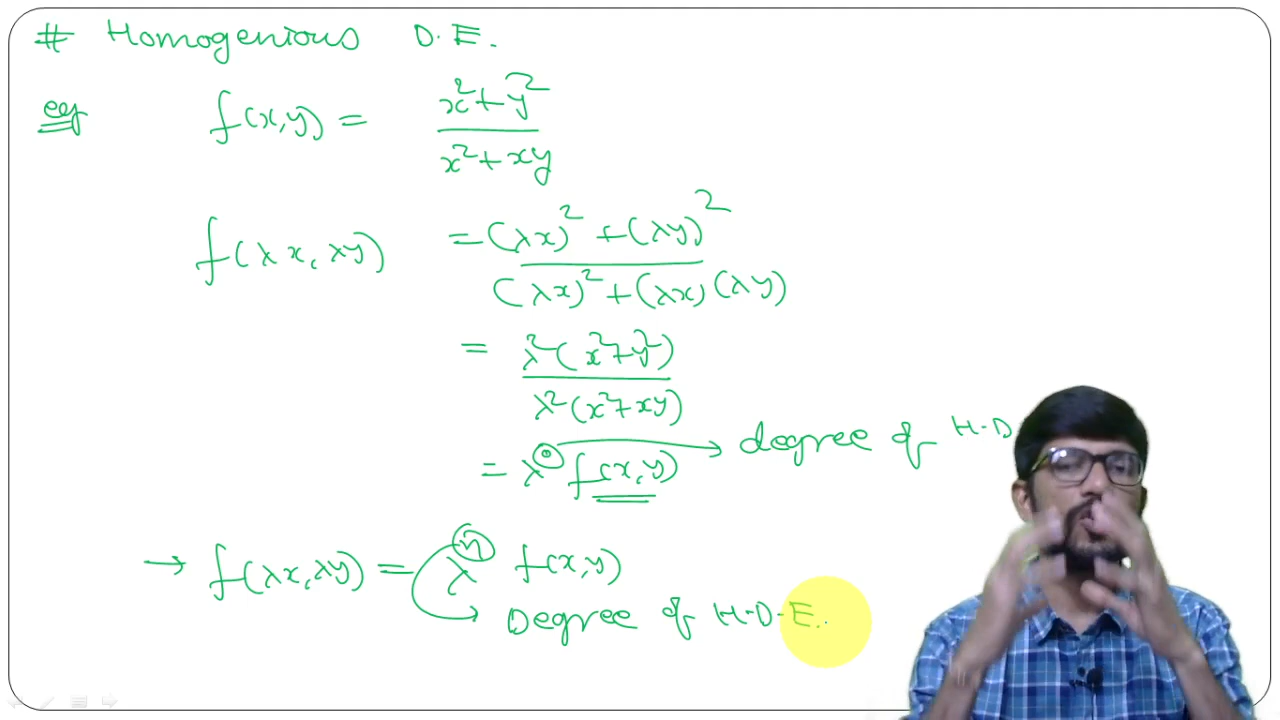 # Homogenious D.E.
eg f(x,y) = x²+y² / x²+xy
f(λx, λy) = (λx)² + (λy)² / (λx)² + (λx)(λy)
= λ²(x²+y²) / λ²(x²+xy)
= λ⁰ f(x,y) → degree of H-D
→ f(λx,λy) = λⁿ f(x,y)
→ Degree of H-D-E.